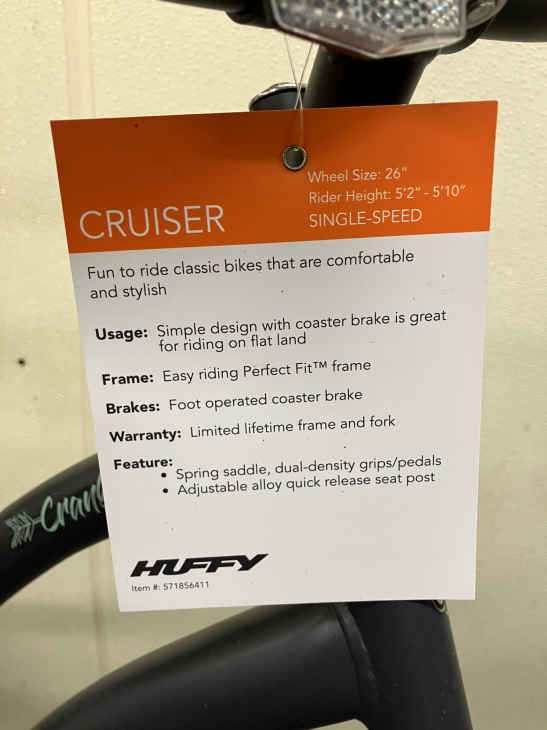 Wheel Size: 26"
Rider Height: 5'2" - 5'10"
CRUISER
SINGLE-SPEED
Fun to ride classic bikes that are comfortable
and stylish
Usage: Simple design with coaster brake is great
for riding on flat land
Frame: Easy riding Perfect Fit™ frame
Brakes: Foot operated coaster brake
Warranty: Limited lifetime frame and fork
Feature:
• Spring saddle, dual-density grips/pedals
• Adjustable alloy quick release seat post
HUFFY
Item #: 571856411